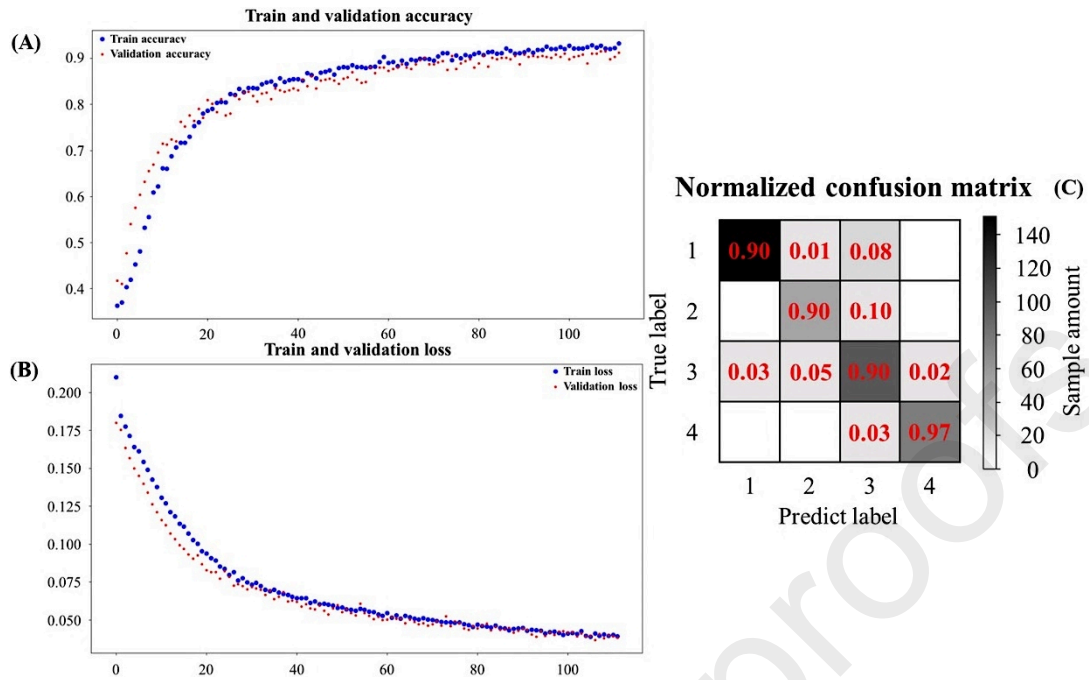 Train and validation accuracy
(A)
Train accuracy
Validation accuracy
0.9
0.8
0.7
0.6
0.5
0.4
0 20 40 60 80 100
Train and validation loss
(B)
Train loss
Validation loss
0.200
0.175
0.150
0.125
0.100
0.075
0.050
0 20 40 60 80 100
Normalized confusion matrix (C)
True label
1 0.90 0.01 0.08
2 0.90 0.10
3 0.03 0.05 0.90 0.02
4 0.03 0.97
1 2 3 4
Predict label
140
120
100
80
60
40
20
0
Sample amount
proofs